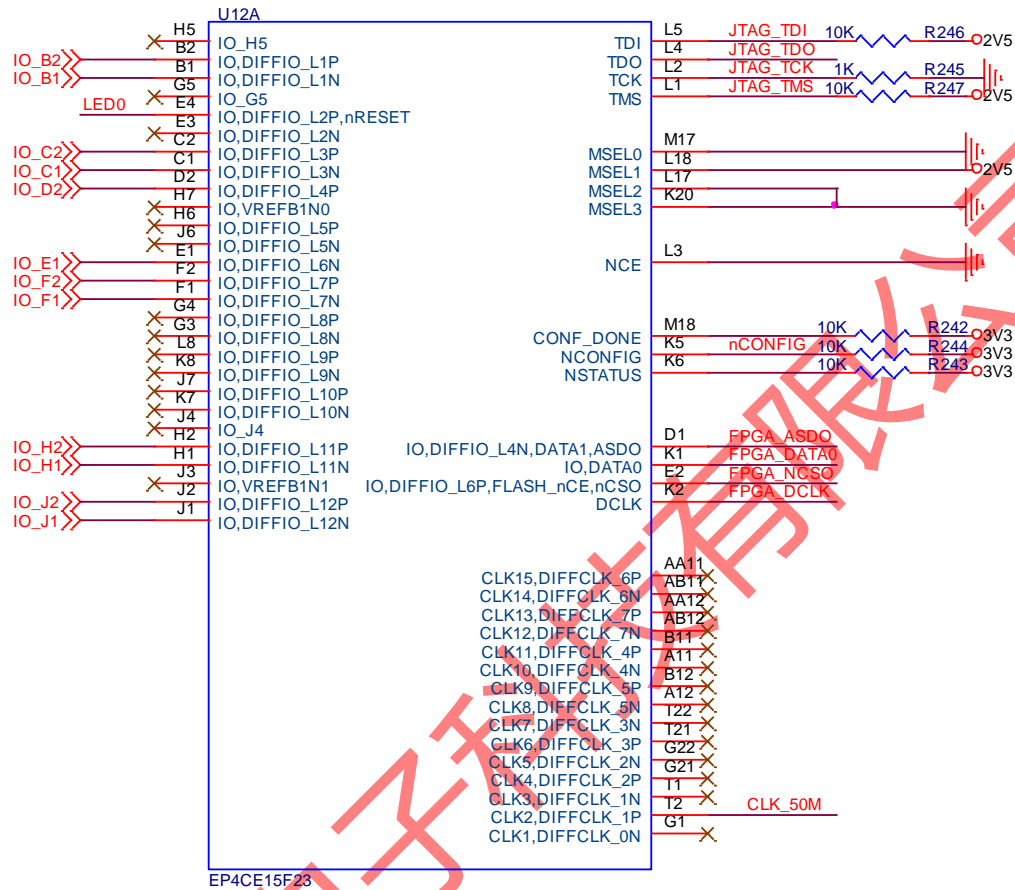 U12A
H5 IO_H5
IO_B2 B2 IO,DIFFIO_L1P
IO_B1 B1 IO,DIFFIO_L1N
G5 IO_G5
LED0 E4 IO,DIFFIO_L2P,nRESET
E3 IO,DIFFIO_L2N
IO_C2 C2 IO,DIFFIO_L3P
IO_C1 C1 IO,DIFFIO_L3N
IO_D2 D2 IO,DIFFIO_L4P
H7 IO,VREFB1N0
H6 IO,DIFFIO_L5P
J6 IO,DIFFIO_L5N
IO_E1 E1 IO,DIFFIO_L6N
IO_F2 F2 IO,DIFFIO_L7P
IO_F1 F1 IO,DIFFIO_L7N
G4 IO,DIFFIO_L8P
G3 IO,DIFFIO_L8N
L8 IO,DIFFIO_L9P
K8 IO,DIFFIO_L9N
J7 IO,DIFFIO_L10P
K7 IO,DIFFIO_L10N
J4 IO_J4
IO_H2 H2 IO,DIFFIO_L11P
IO_H1 H1 IO,DIFFIO_L11N
J3 IO,VREFB1N1
IO_J2 J2 IO,DIFFIO_L12P
IO_J1 J1 IO,DIFFIO_L12N
TDI L5 JTAG_TDI 10K R246 2V5
TDO L4 JTAG_TDO
TCK L2 JTAG_TCK 1K R245
TMS L1 JTAG_TMS 10K R247 2V5
MSEL0 M17
MSEL1 L18 2V5
MSEL2 L17
MSEL3 K20
NCE L3
CONF_DONE M18 10K R242 3V3
NCONFIG K5 nCONFIG 10K R244 3V3
NSTATUS K6 10K R243 3V3
IO,DIFFIO_L4N,DATA1,ASDO D1 FPGA_ASDO
IO,DATA0 K1 FPGA_DATA0
IO,DIFFIO_L6P,FLASH_nCE,nCSO E2 FPGA_NCSO
DCLK K2 FPGA_DCLK
CLK15,DIFFCLK_6P AA11
CLK14,DIFFCLK_6N AB11
CLK13,DIFFCLK_7P AA12
CLK12,DIFFCLK_7N AB12
CLK11,DIFFCLK_4P B11
CLK10,DIFFCLK_4N A11
CLK9,DIFFCLK_5P B12
CLK8,DIFFCLK_5N A12
CLK7,DIFFCLK_3N T22
CLK6,DIFFCLK_3P T21
CLK5,DIFFCLK_2N G22
CLK4,DIFFCLK_2P G21
CLK3,DIFFCLK_1N T1
CLK2,DIFFCLK_1P T2 CLK_50M
CLK1,DIFFCLK_0N G1
EP4CE15F23
子科技有限公司